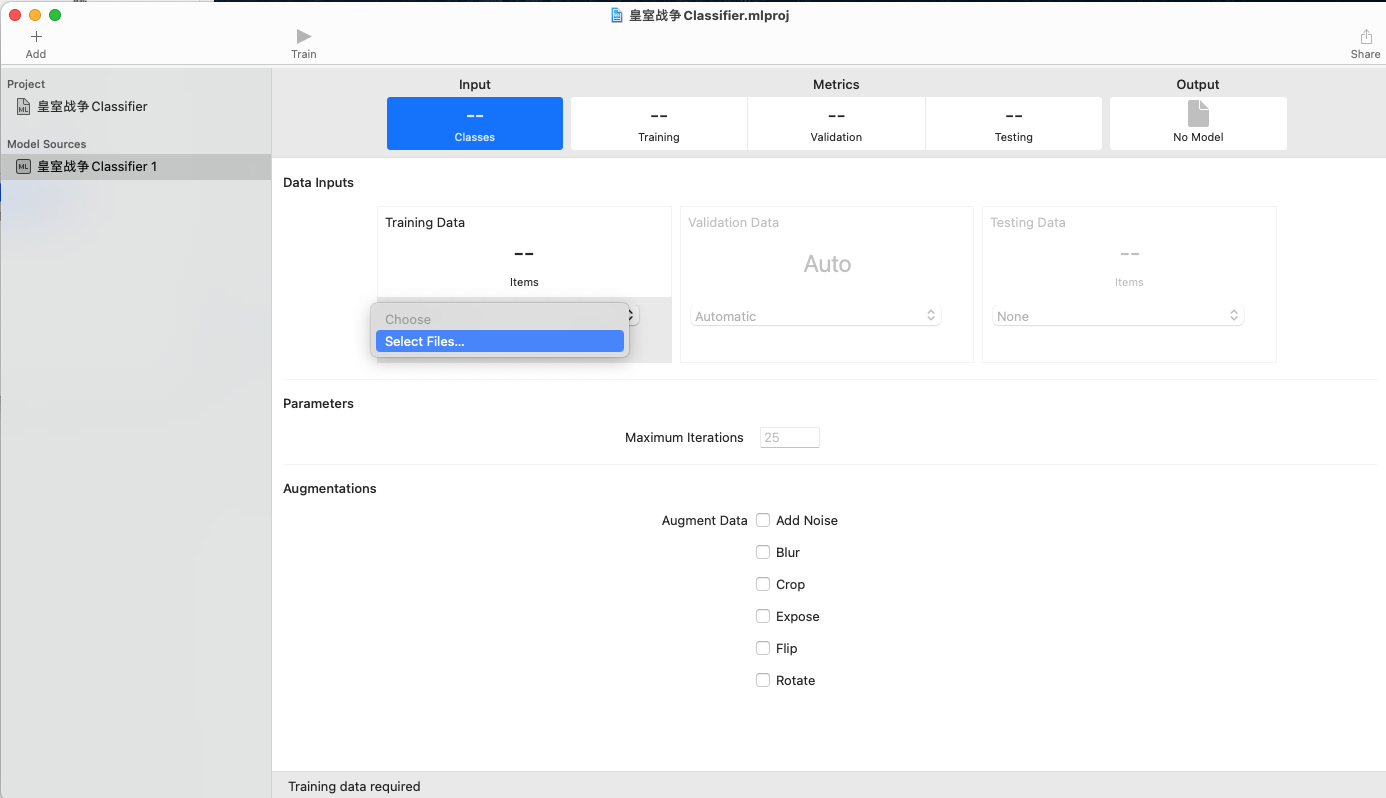 皇室战争 Classifier.mlproj
Add
Train
Share
Project
皇室战争 Classifier
Model Sources
皇室战争 Classifier 1
Input
Metrics
Output
--
--
--
--
Classes
Training
Validation
Testing
No Model
Data Inputs
Training Data
--
Items
Choose
Select Files...
Validation Data
Auto
Automatic
Testing Data
--
Items
None
Parameters
Maximum Iterations 25
Augmentations
Augment Data
Add Noise
Blur
Crop
Expose
Flip
Rotate
Training data required